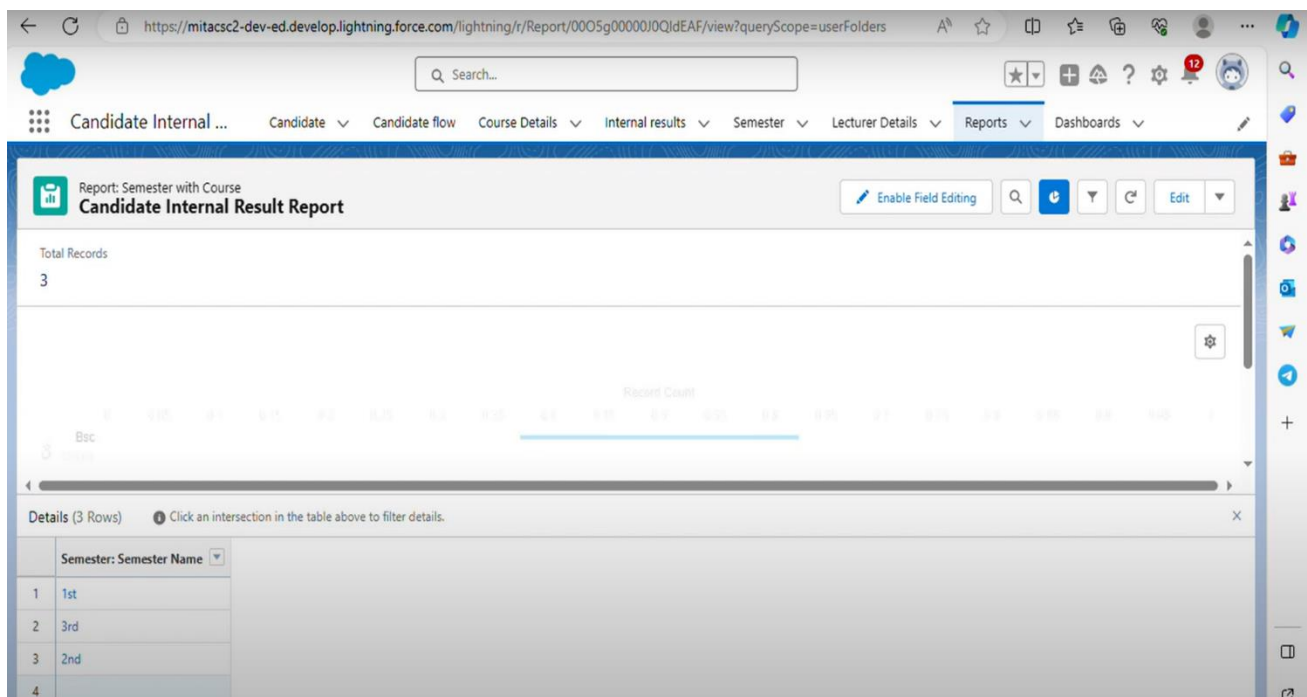 https://mitacsc2-dev-ed.develop.lightning.force.com/lightning/r/Report/00O5g00000J0QIdEAF/view?queryScope=userFolders
Search...
12
Candidate Internal ... Candidate Candidate flow Course Details Internal results Semester Lecturer Details Reports Dashboards
Report: Semester with Course
Candidate Internal Result Report
Enable Field Editing
Edit
Total Records
3
Record Count
Bsc
Details (3 Rows) Click an intersection in the table above to filter details.
Semester: Semester Name
1 1st
2 3rd
3 2nd
4